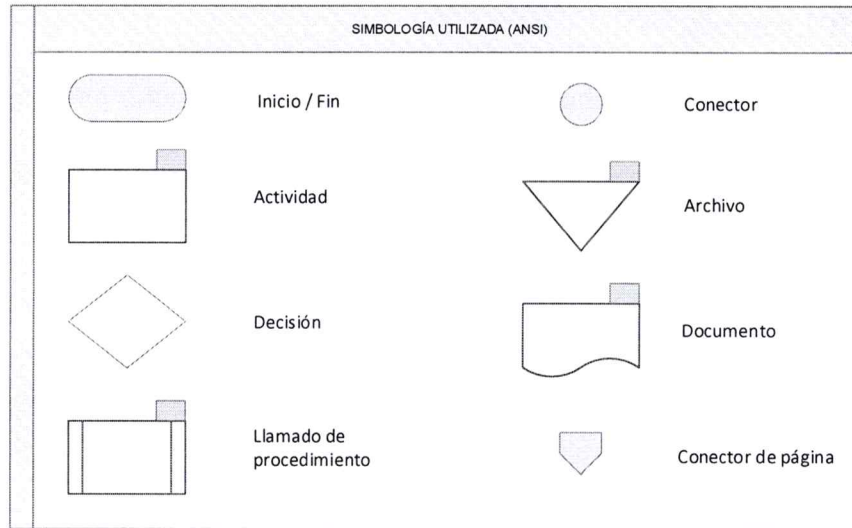 SIMBOLOGÍA UTILIZADA (ANSI)
Inicio / Fin
Conector
Actividad
Archivo
Decisión
Documento
Llamado de
procedimiento
Conector de página